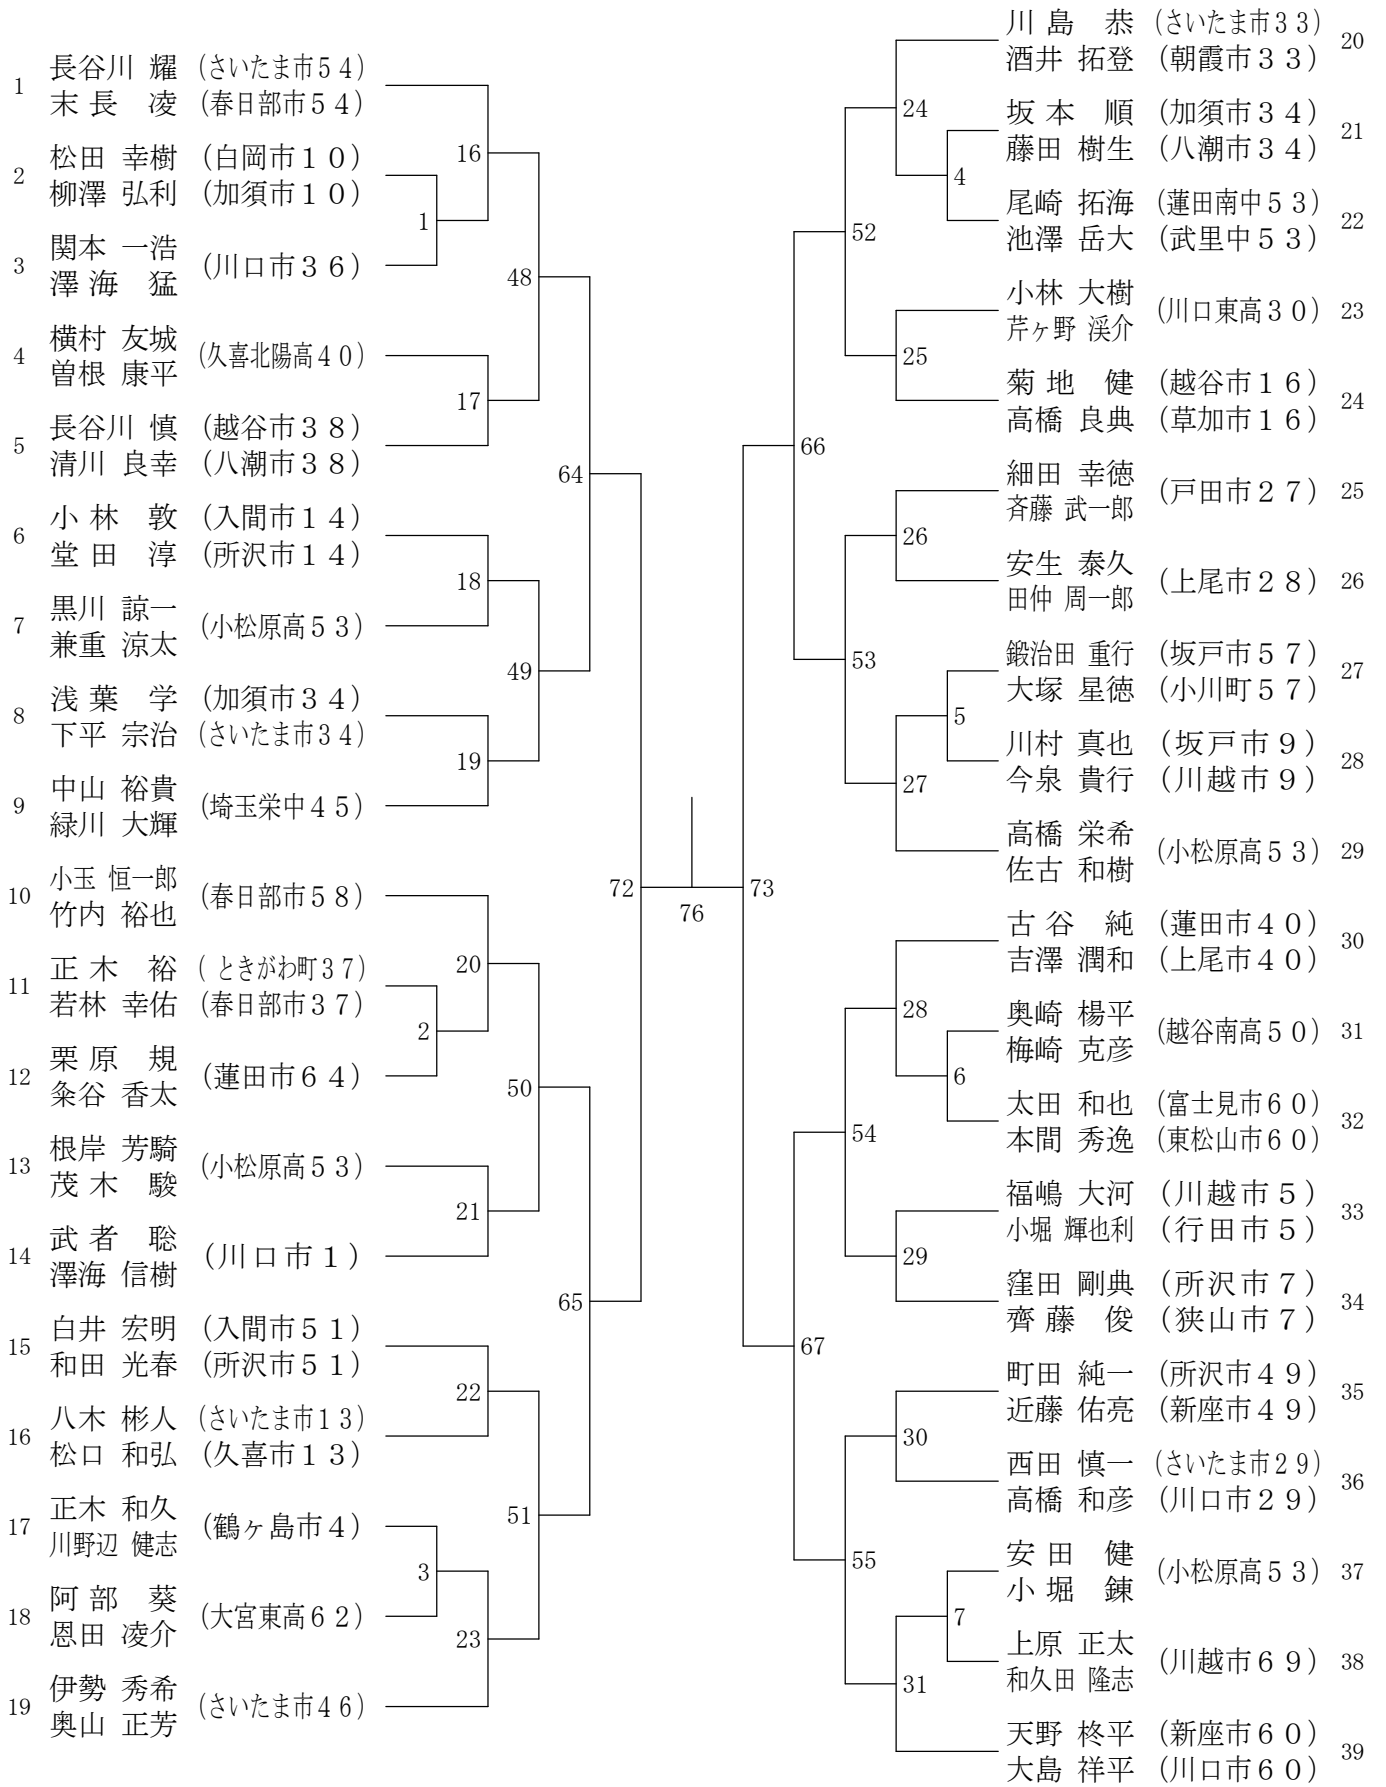 1 長谷川 耀 (さいたま市５４)
末長 凌 (春日部市５４)
2 松田 幸樹 (白岡市１０)
柳澤 弘利 (加須市１０)
3 関本 一浩 (川口市３６)
澤海 猛
4 横村 友城 (久喜北陽高４０)
曽根 康平
5 長谷川 慎 (越谷市３８)
清川 良幸 (八潮市３８)
6 小林 敦 (入間市１４)
堂田 淳 (所沢市１４)
7 黒川 諒一 (小松原高５３)
兼重 涼太
8 浅葉 学 (加須市３４)
下平 宗治 (さいたま市３４)
9 中山 裕貴 (埼玉栄中４５)
緑川 大輝
10 小玉 恒一郎 (春日部市５８)
竹内 裕也
11 正木 裕 (ときがわ町３７)
若林 幸佑 (春日部市３７)
12 栗原 規 (蓮田市６４)
粂谷 香太
13 根岸 芳騎 (小松原高５３)
茂木 駿
14 武者 聡 (川口市１)
澤海 信樹
15 白井 宏明 (入間市５１)
和田 光春 (所沢市５１)
16 八木 彬人 (さいたま市１３)
松口 和弘 (久喜市１３)
17 正木 和久 (鶴ヶ島市４)
川野辺 健志
18 阿部 葵 (大宮東高６２)
恩田 凌介
19 伊勢 秀希 (さいたま市４６)
奥山 正芳
1
2
3
16
17
18
19
20
21
22
23
48
49
50
51
64
65
72
76
73
66
67
52
53
54
55
24
25
26
27
28
29
30
31
4
5
6
7
川島 恭 (さいたま市３３) 20
酒井 拓登 (朝霞市３３)
坂本 順 (加須市３４) 21
藤田 樹生 (八潮市３４)
尾崎 拓海 (蓮田南中５３) 22
池澤 岳大 (武里中５３)
小林 大樹 (川口東高３０) 23
芹ヶ野 渓介
菊地 健 (越谷市１６) 24
高橋 良典 (草加市１６)
細田 幸徳 (戸田市２７) 25
斉藤 武一郎
安生 泰久 (上尾市２８) 26
田仲 周一郎
鍛治田 重行 (坂戸市５７) 27
大塚 星徳 (小川町５７)
川村 真也 (坂戸市９) 28
今泉 貴行 (川越市９)
高橋 栄希 (小松原高５３) 29
佐古 和樹
古谷 純 (蓮田市４０) 30
吉澤 潤和 (上尾市４０)
奥崎 楊平 (越谷南高５０) 31
梅崎 克彦
太田 和也 (富士見市６０) 32
本間 秀逸 (東松山市６０)
福嶋 大河 (川越市５) 33
小堀 輝也利 (行田市５)
窪田 剛典 (所沢市７) 34
齊藤 俊 (狭山市７)
町田 純一 (所沢市４９) 35
近藤 佑亮 (新座市４９)
西田 慎一 (さいたま市２９) 36
高橋 和彦 (川口市２９)
安田 健 (小松原高５３) 37
小堀 錬
上原 正太 (川越市６９) 38
和久田 隆志
天野 柊平 (新座市６０) 39
大島 祥平 (川口市６０)